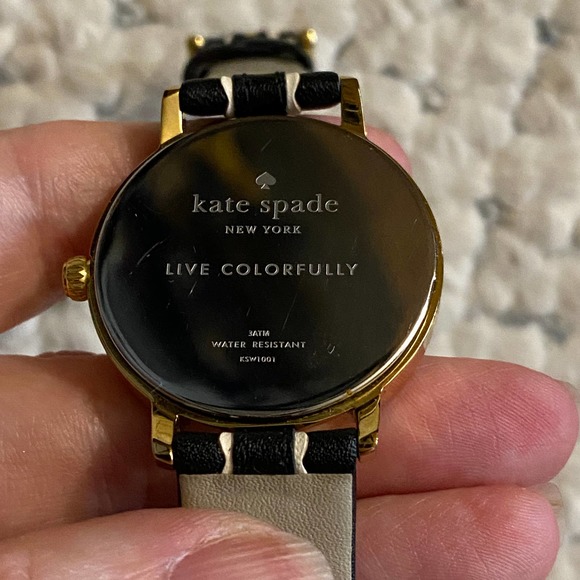 kate spade
NEW YORK
LIVE COLORFULLY
3ATM
WATER RESISTANT
KSW1001